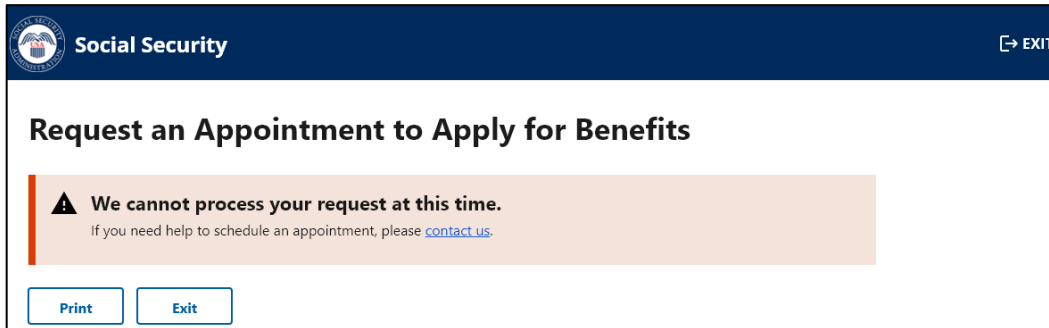 Social Security
EXIT
Request an Appointment to Apply for Benefits
We cannot process your request at this time.
If you need help to schedule an appointment, please contact us.
Print
Exit